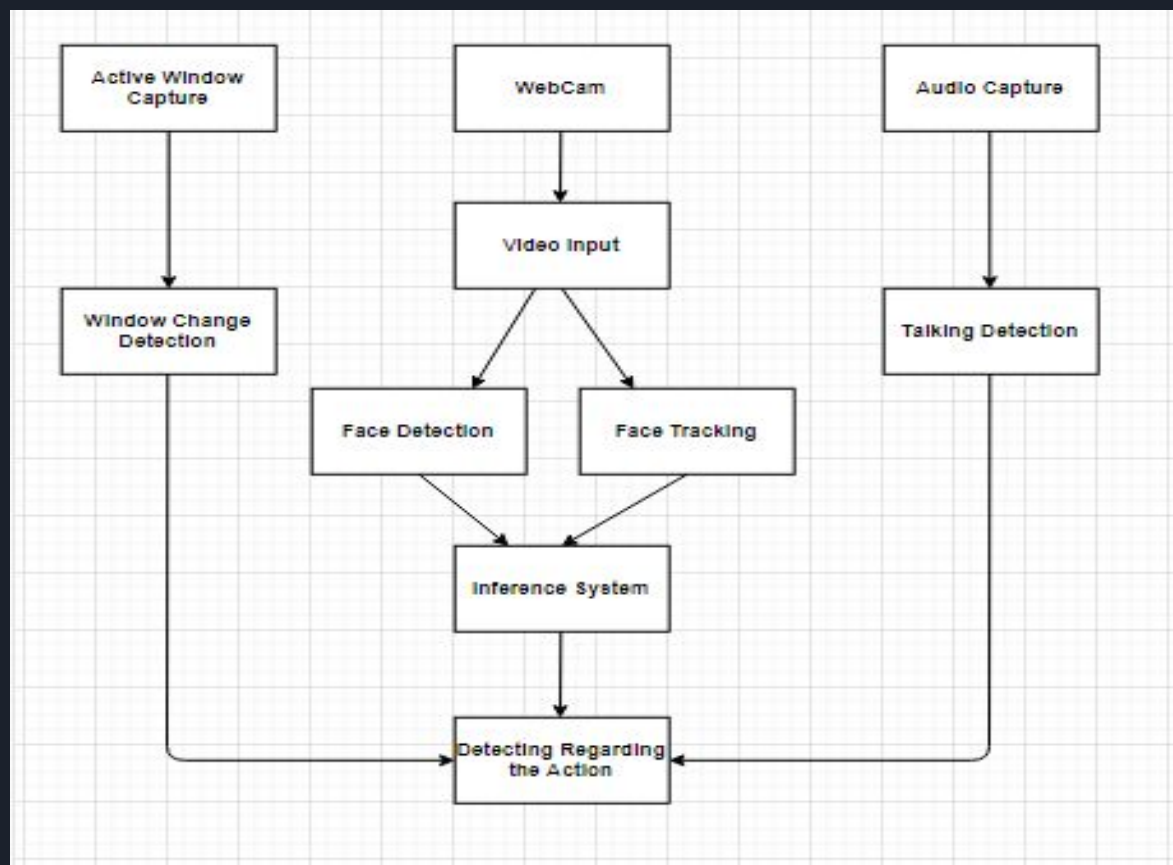 Active Window
Capture
WebCam
Audio Capture
Video Input
Window Change
Detection
Talking Detection
Face Detection
Face Tracking
Inference System
Detecting Regarding
the Action